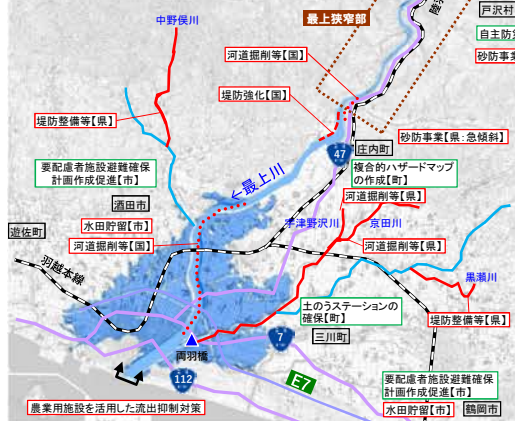 最上狭窄部
戸沢村
中野俣川
自主防
河道掘削等【国】
砂防事業
堤防強化【国】
堤防整備等【県】
砂防事業【県:急傾斜】
庄内町
47
要配慮者施設避難確保
計画作成促進【市】
←最上川
複合的ハザードマップ
の作成【町】
酒田市
河道掘削等【県】
遊佐町
水田貯留【市】
宇津野沢川
京田川
河道掘削等【国】
河道掘削等【県】
羽越本線
黒瀬川
土のうステーションの
確保【町】
堤防整備等【県】
7
三川町
両羽橋
112
E7
要配慮者施設避難確保
計画作成促進【市】
農業用施設を活用した流出抑制対策
水田貯留【市】
鶴岡市